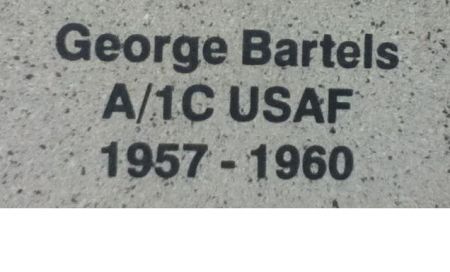 George Bartels
A/1C USAF
1957 - 1960